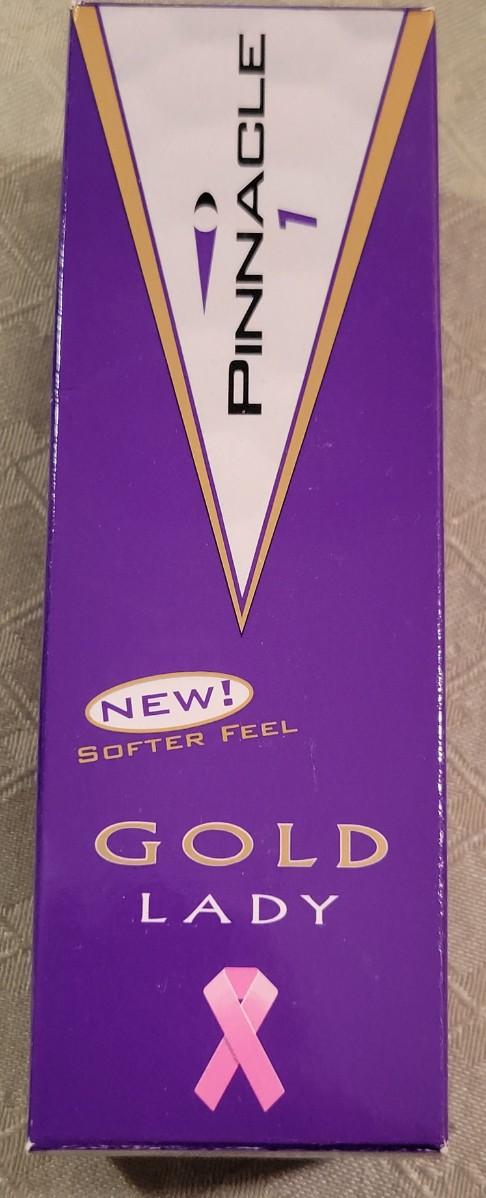 PINNACLE
1
NEW!
SOFTER FEEL
GOLD
LADY